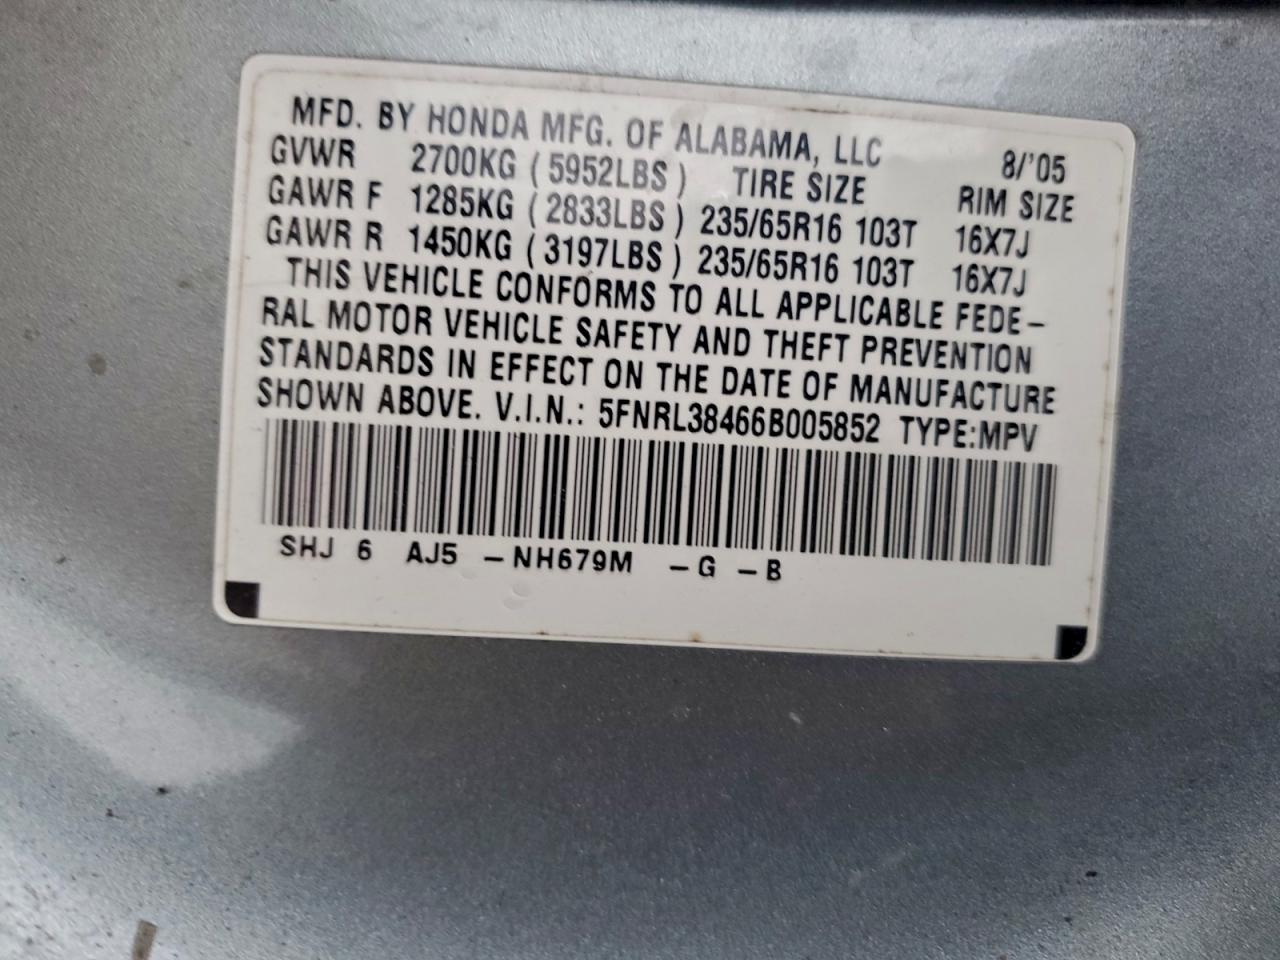 MFD. BY HONDA MFG. OF ALABAMA, LLC 8/'05
GVWR 2700KG (5952LBS) TIRE SIZE RIM SIZE
GAWR F 1285KG (2833LBS) 235/65R16 103T 16X7J
GAWR R 1450KG (3197LBS) 235/65R16 103T 16X7J
THIS VEHICLE CONFORMS TO ALL APPLICABLE FEDE-
RAL MOTOR VEHICLE SAFETY AND THEFT PREVENTION
STANDARDS IN EFFECT ON THE DATE OF MANUFACTURE
SHOWN ABOVE. V.I.N.: 5FNRL38466B005852 TYPE:MPV
SHJ 6 AJ5 -NH679M -G -B